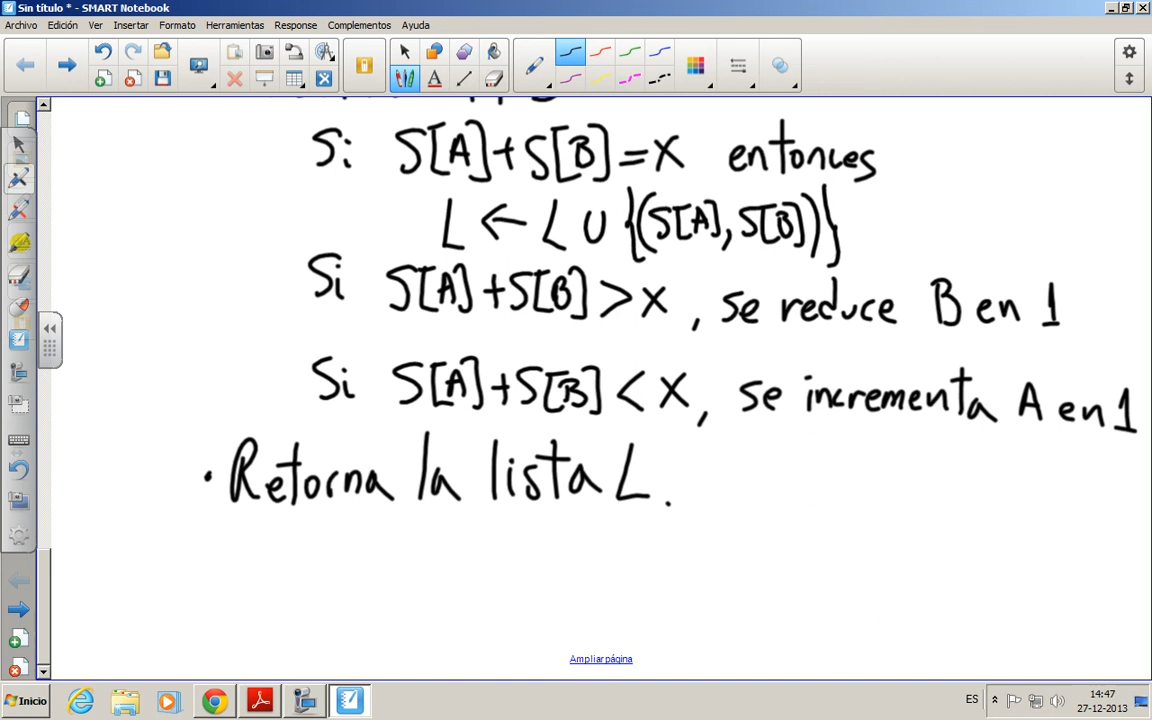 Sin título * - SMART Notebook
Archivo Edición Ver Insertar Formato Herramientas Response Complementos Ayuda
Si S[A]+S[B]=X entonces
L ← L ∪ {(S[A], S[B])}
Si S[A]+S[B]>X, se reduce B en 1
Si S[A]+S[B]<X, se incrementa A en 1
• Retorna la lista L.
Ampliar página
Inicio
ES
14:47
27-12-2013